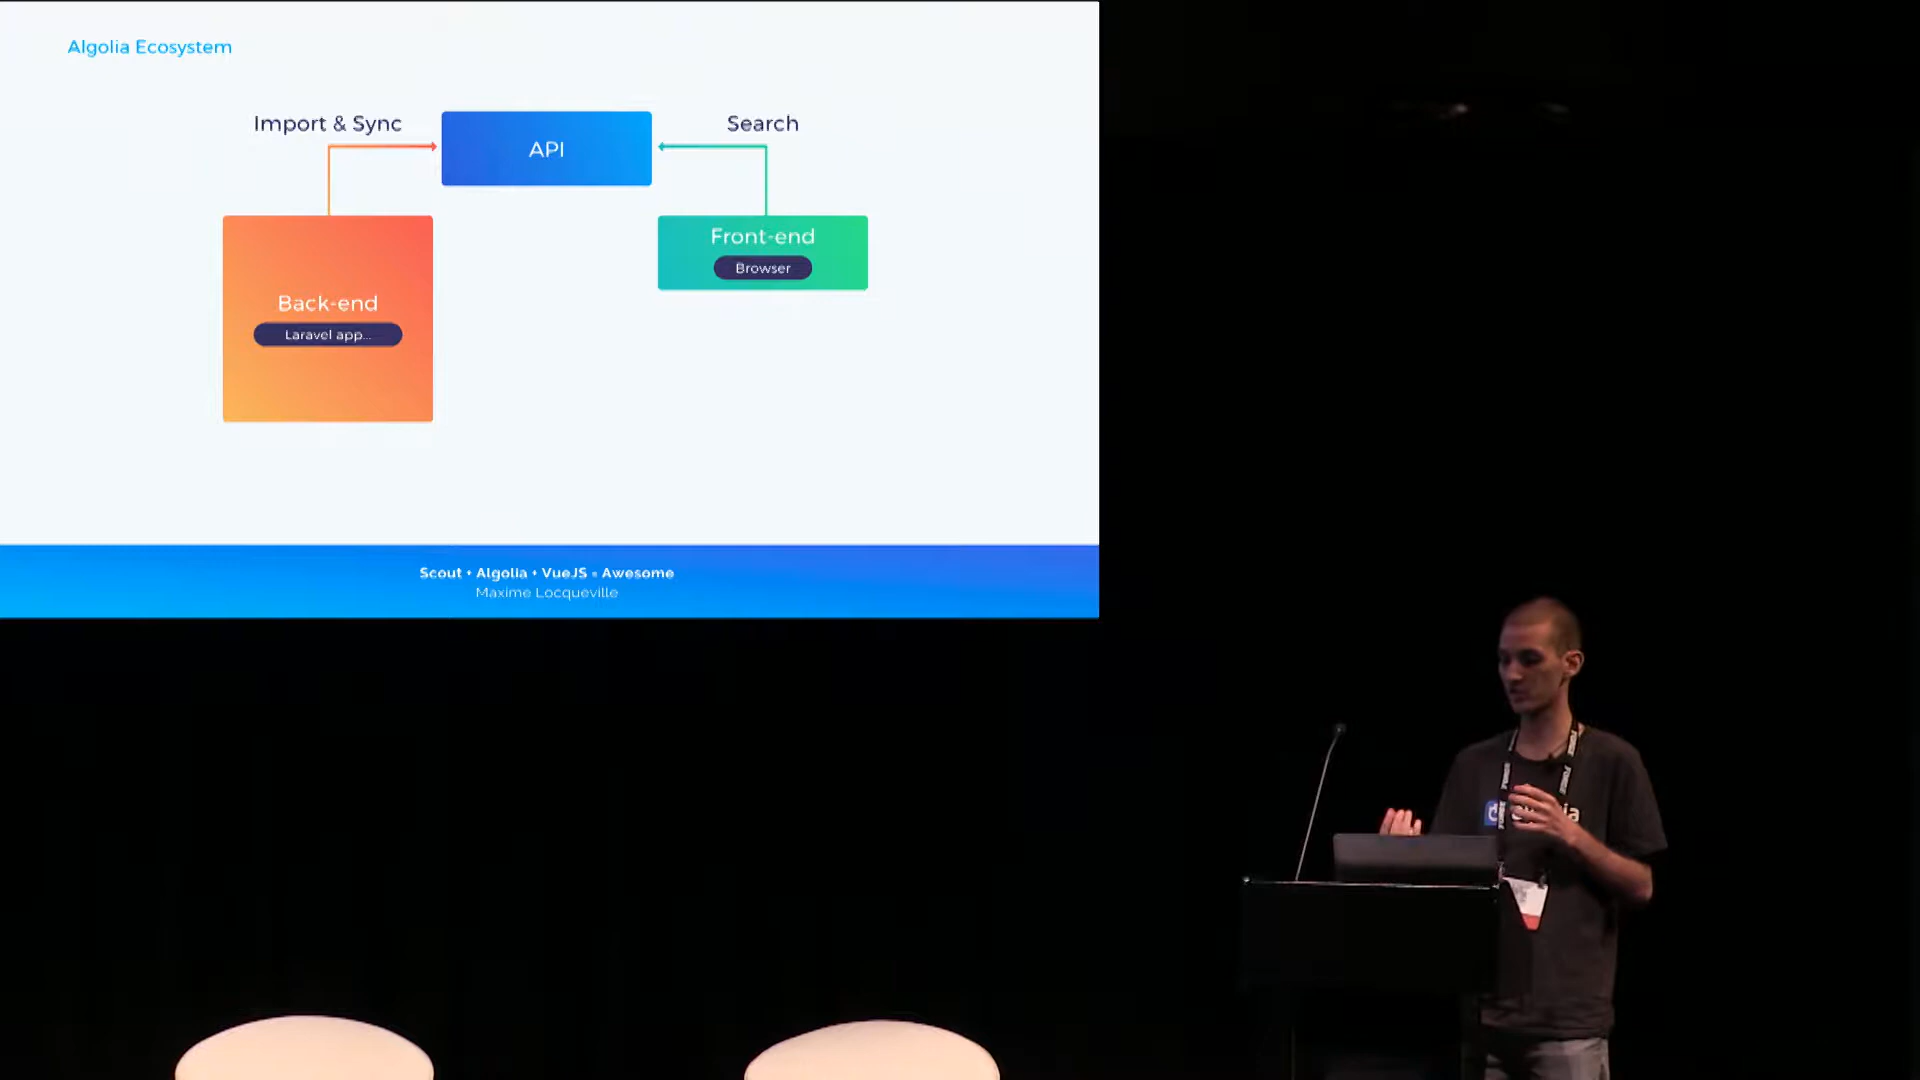 Algolia Ecosystem
Import & Sync
API
Search
Front-end
Browser
Back-end
Laravel app...
Scout + Algolia + VueJS = Awesome
Maxime Locqueville